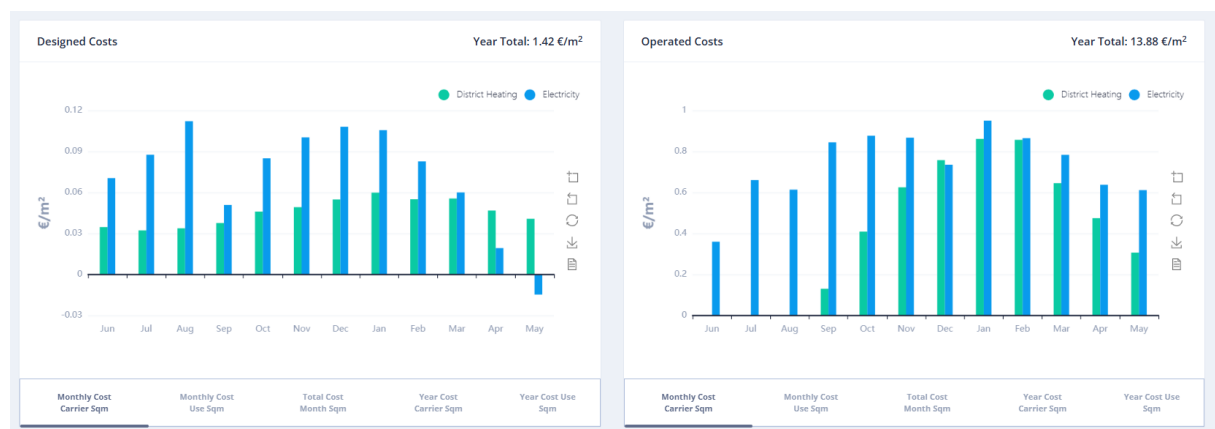 Designed Costs
Year Total: 1.42 €/m²
District Heating
Electricity
0.12
0.09
0.06
0.03
0
-0.03
€/m²
Jun Jul Aug Sep Oct Nov Dec Jan Feb Mar Apr May
Monthly Cost
Carrier Sqm
Monthly Cost
Use Sqm
Total Cost
Month Sqm
Year Cost
Carrier Sqm
Year Cost Use
Sqm
Operated Costs
Year Total: 13.88 €/m²
District Heating
Electricity
1
0.8
0.6
0.4
0.2
0
€/m²
Jun Jul Aug Sep Oct Nov Dec Jan Feb Mar Apr May
Monthly Cost
Carrier Sqm
Monthly Cost
Use Sqm
Total Cost
Month Sqm
Year Cost
Carrier Sqm
Year Cost Use
Sqm